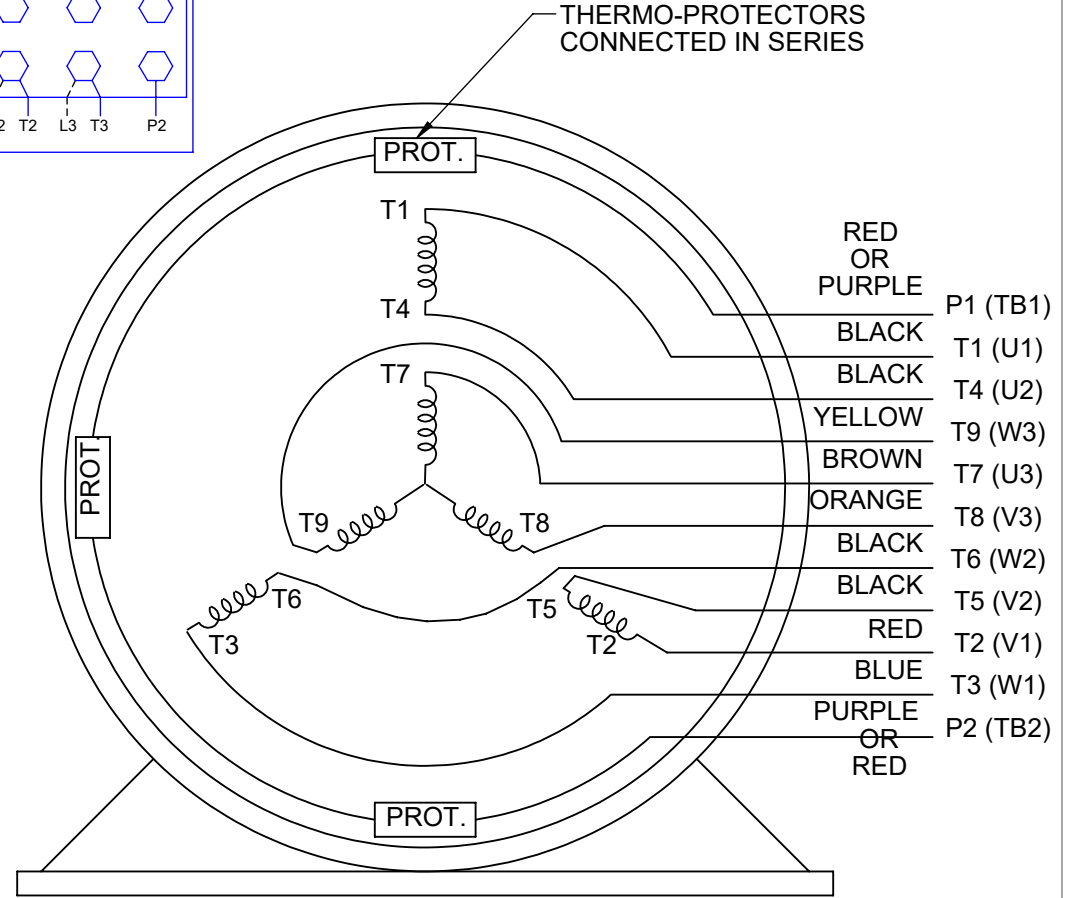 THERMO-PROTECTORS
CONNECTED IN SERIES
2 T2 L3 T3 P2
PROT.
T1
T4
T7
T9
T8
T6
T3
T5
T2
PROT.
PROT.
RED
OR
PURPLE
P1 (TB1)
BLACK
T1 (U1)
BLACK
T4 (U2)
YELLOW
T9 (W3)
BROWN
T7 (U3)
ORANGE
T8 (V3)
BLACK
T6 (W2)
BLACK
T5 (V2)
RED
T2 (V1)
BLUE
T3 (W1)
PURPLE
OR
RED
P2 (TB2)